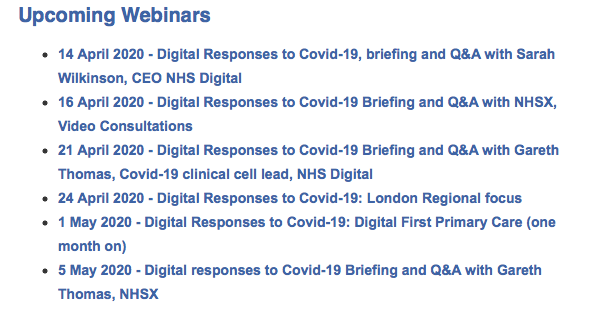 Upcoming Webinars
14 April 2020 - Digital Responses to Covid-19, briefing and Q&A with Sarah
Wilkinson, CEO NHS Digital
16 April 2020 - Digital Responses to Covid-19 Briefing and Q&A with NHSX,
Video Consultations
21 April 2020 - Digital Responses to Covid-19 Briefing and Q&A with Gareth
Thomas, Covid-19 clinical cell lead, NHS Digital
24 April 2020 - Digital Responses to Covid-19: London Regional focus
1 May 2020 - Digital Responses to Covid-19: Digital First Primary Care (one
month on)
5 May 2020 - Digital responses to Covid-19 Briefing and Q&A with Gareth
Thomas, NHSX